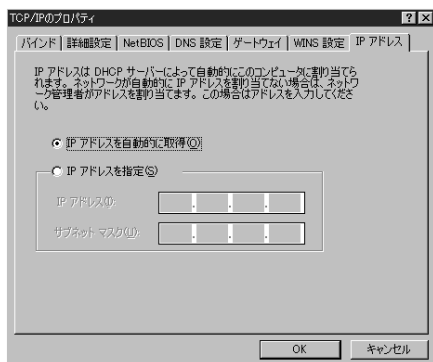 TCP/IPのプロパティ
バインド 詳細設定 NetBIOS DNS 設定 ゲートウェイ WINS 設定 IP アドレス
IP アドレスは DHCP サーバーによって自動的にこのコンピュータに割り当てら
れます。ネットワークが自動的に IP アドレスを割り当てない場合は、ネットワ
ーク管理者がアドレスを割り当てます。この場合はアドレスを入力してくださ
い。
IP アドレスを自動的に取得(O)
IP アドレスを指定(S)
IP アドレス(I):
サブネット マスク(U):
OK キャンセル